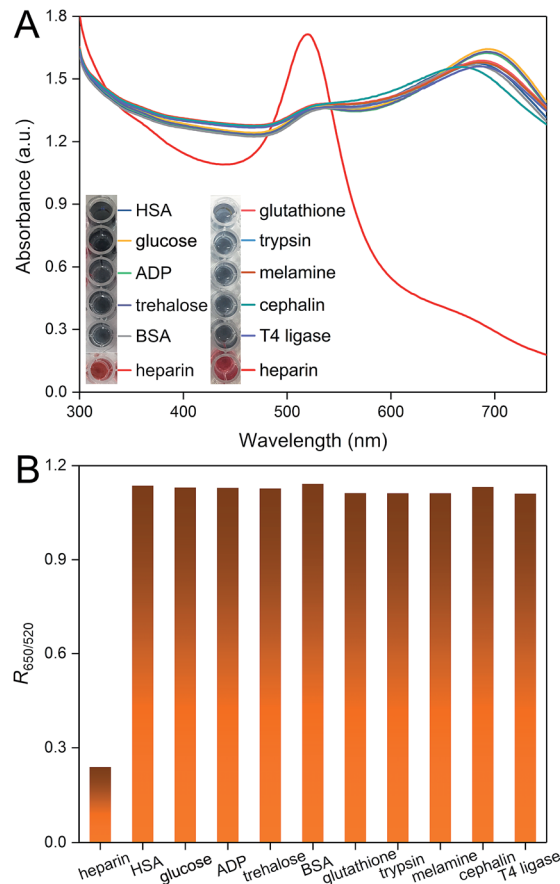 A
1.8
1.5
1.2
0.9
0.6
0.3
0.0
Absorbance (a.u.)
HSA
glucose
ADP
trehalose
BSA
heparin
glutathione
trypsin
melamine
cephalin
T4 ligase
heparin
300 400 500 600 700
Wavelength (nm)
B
1.2
0.9
0.6
0.3
0.0
R650/520
heparin HSA glucose ADP trehalose BSA glutathione trypsin melamine cephalin T4 ligase